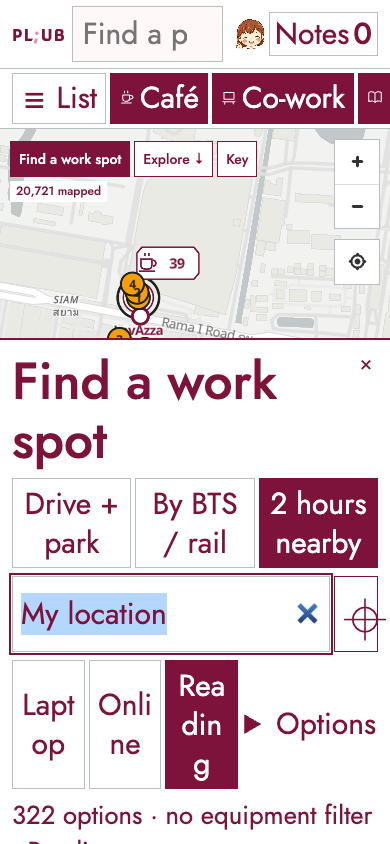 PL;UB
Find a p
Notes 0
≡ List
Café
Co-work
Find a work spot
Explore ↓
Key
20,721 mapped
+
−
39
4
SIAM
สยาม
Rama I Road
Find a work
spot
×
Drive +
park
By BTS
/ rail
2 hours
nearby
My location
Lapt
op
Onli
ne
Rea
din
g
▶ Options
322 options · no equipment filter